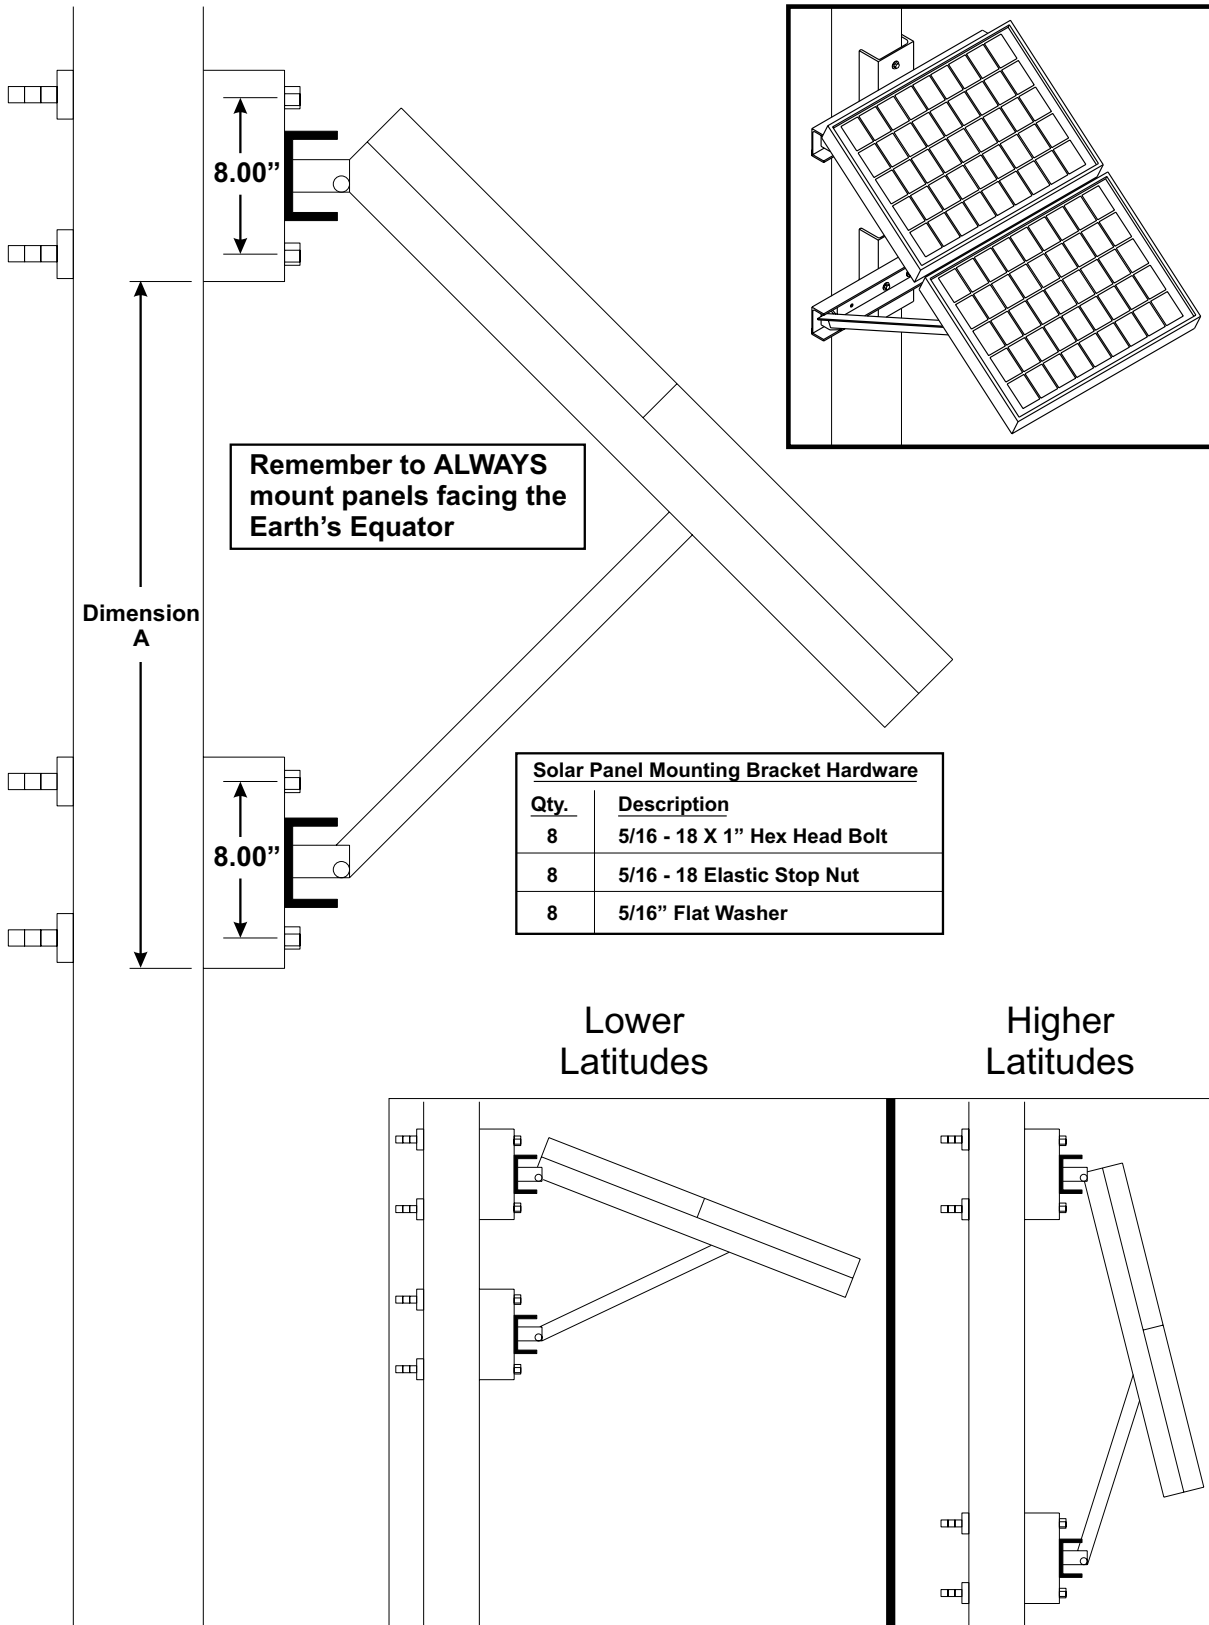 8.00”
Remember to ALWAYS
mount panels facing the
Earth’s Equator
Dimension
A
8.00”
Solar Panel Mounting Bracket Hardware
Qty. Description
8 5/16 - 18 X 1” Hex Head Bolt
8 5/16 - 18 Elastic Stop Nut
8 5/16” Flat Washer
Lower
Latitudes
Higher
Latitudes